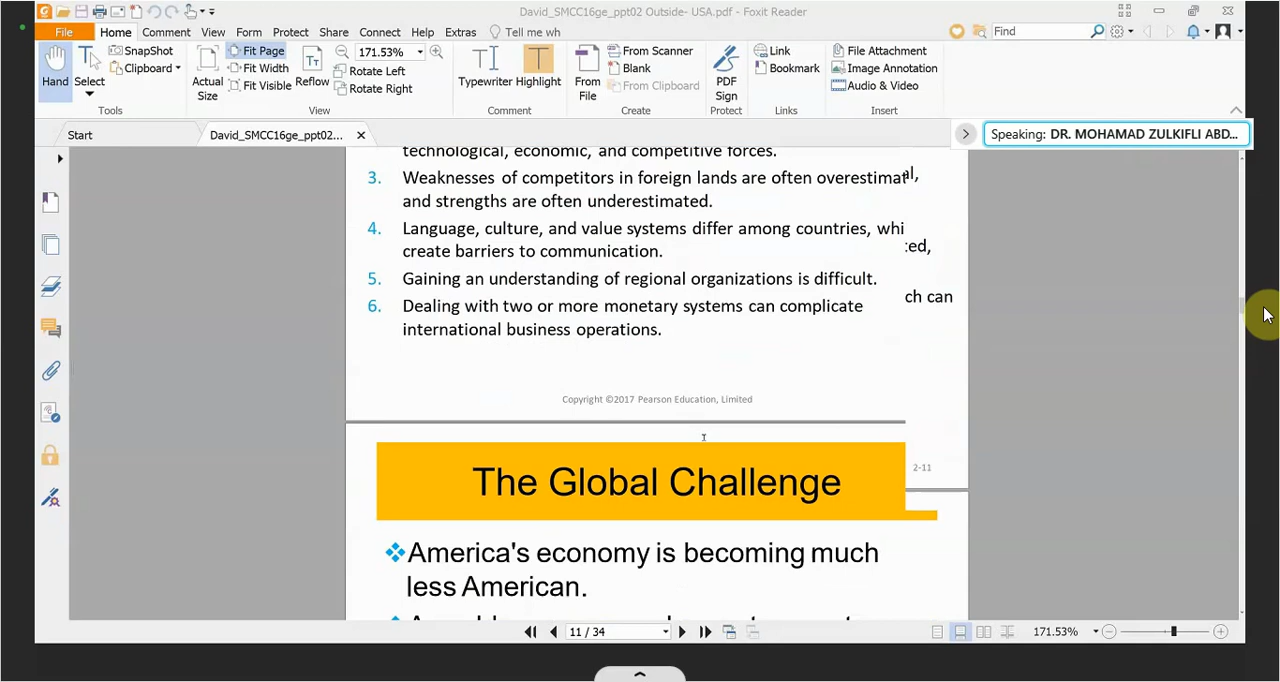 David_SMCC16ge_ppt02 Outside- USA.pdf - Foxit Reader
File Home Comment View Form Protect Share Connect Help Extras Tell me wh Find
Hand
Select
SnapShot
Clipboard
Tools
Actual
Size
Fit Page
Fit Width
Fit Visible
Reflow
171.53%
Rotate Left
Rotate Right
View
Typewriter Highlight
Comment
From
File
From Scanner
Blank
From Clipboard
Create
PDF
Sign
Protect
Link
Bookmark
Links
File Attachment
Image Annotation
Audio & Video
Insert
Start David_SMCC16ge_ppt02...
Speaking: DR. MOHAMAD ZULKIFLI ABD...
technological, economic, and competitive forces.
3. Weaknesses of competitors in foreign lands are often overestimat al,
and strengths are often underestimated.
4. Language, culture, and value systems differ among countries, whi
create barriers to communication. ted,
5. Gaining an understanding of regional organizations is difficult.
ch can
6. Dealing with two or more monetary systems can complicate
international business operations.
Copyright ©2017 Pearson Education, Limited
2-11
The Global Challenge
America's economy is becoming much
less American.
11 / 34
171.53%